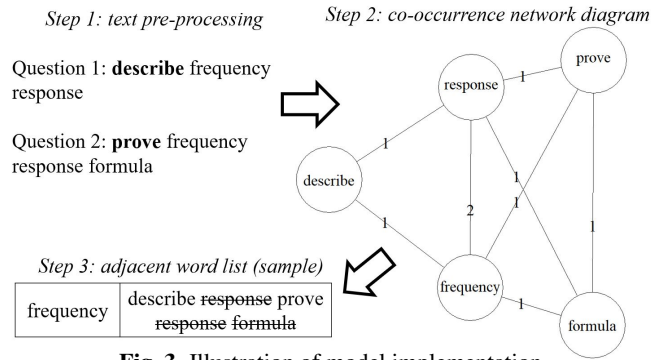 Step 1: text pre-processing
Question 1: describe frequency
response
Question 2: prove frequency
response formula
Step 2: co-occurrence network diagram
prove
response
describe
frequency
formula
1
1
1
2
1
1
1
1
Step 3: adjacent word list (sample)
frequency
describe response prove
response formula
Fig. 3. Illustration of model implementation